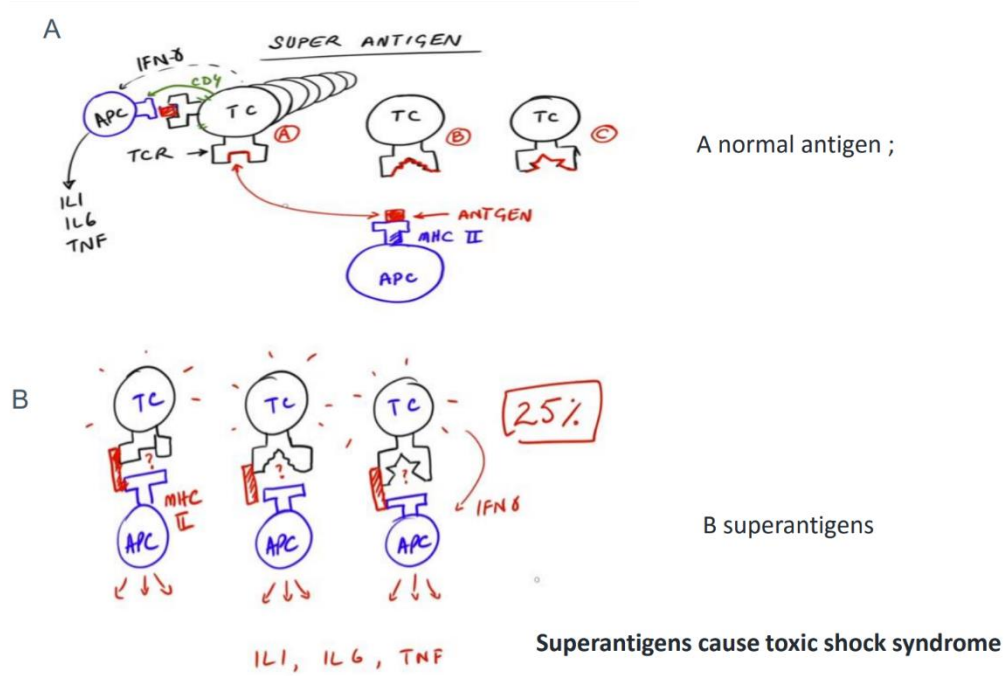 A
SUPER ANTIGEN
IFN-γ
CD4
APC
TC
TC
TC
A
B
C
TCR
A normal antigen ;
IL1
IL6
TNF
ANTGEN
MHC II
APC
B
TC
TC
TC
25%
?
?
?
MHC
II
IFN γ
APC
APC
APC
B superantigens
IL1, IL6, TNF
Superantigens cause toxic shock syndrome